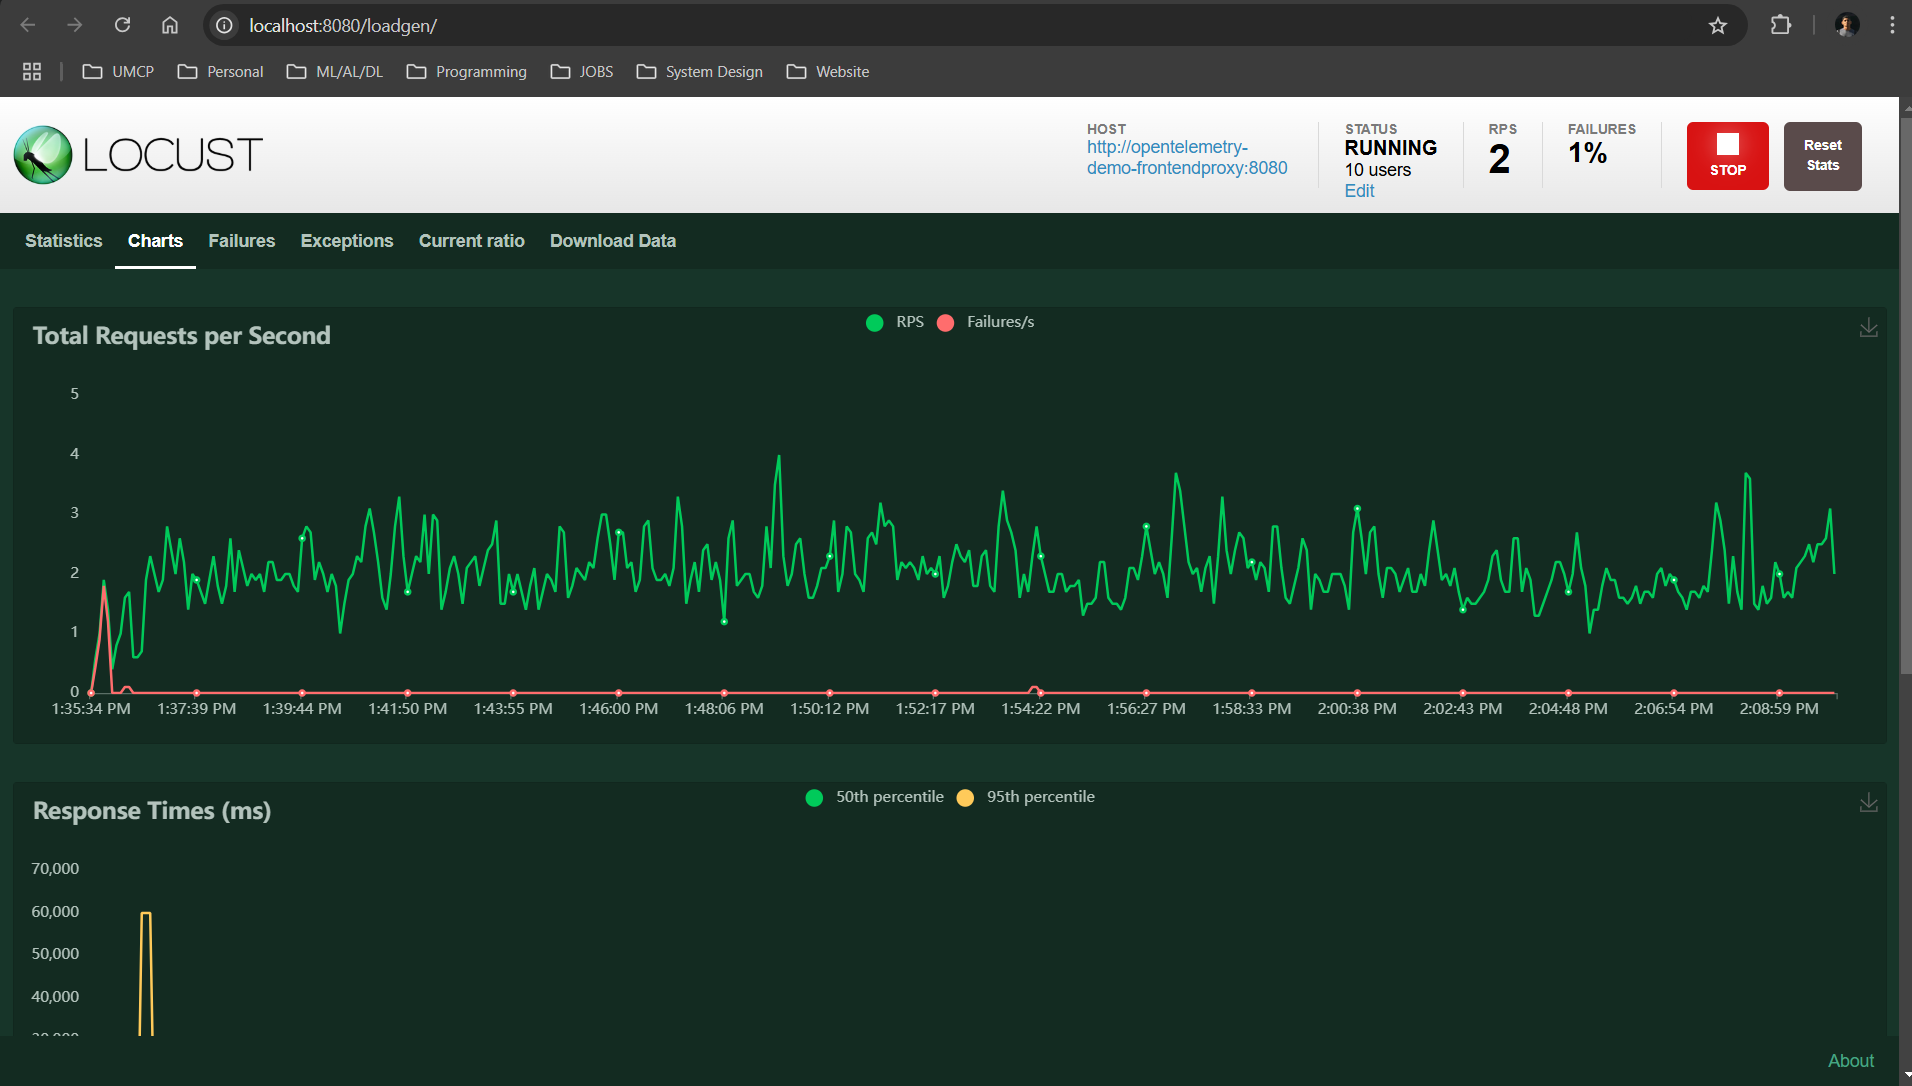 localhost:8080/loadgen/
UMCP Personal ML/AL/DL Programming JOBS System Design Website
LOCUST
HOST
http://opentelemetry-
demo-frontendproxy:8080
STATUS
RUNNING
10 users
Edit
RPS
2
FAILURES
1%
STOP
Reset
Stats
Statistics Charts Failures Exceptions Current ratio Download Data
Total Requests per Second
RPS Failures/s
5
4
3
2
1
0
1:35:34 PM 1:37:39 PM 1:39:44 PM 1:41:50 PM 1:43:55 PM 1:46:00 PM 1:48:06 PM 1:50:12 PM 1:52:17 PM 1:54:22 PM 1:56:27 PM 1:58:33 PM 2:00:38 PM 2:02:43 PM 2:04:48 PM 2:06:54 PM 2:08:59 PM
Response Times (ms)
50th percentile 95th percentile
70,000
60,000
50,000
40,000
About